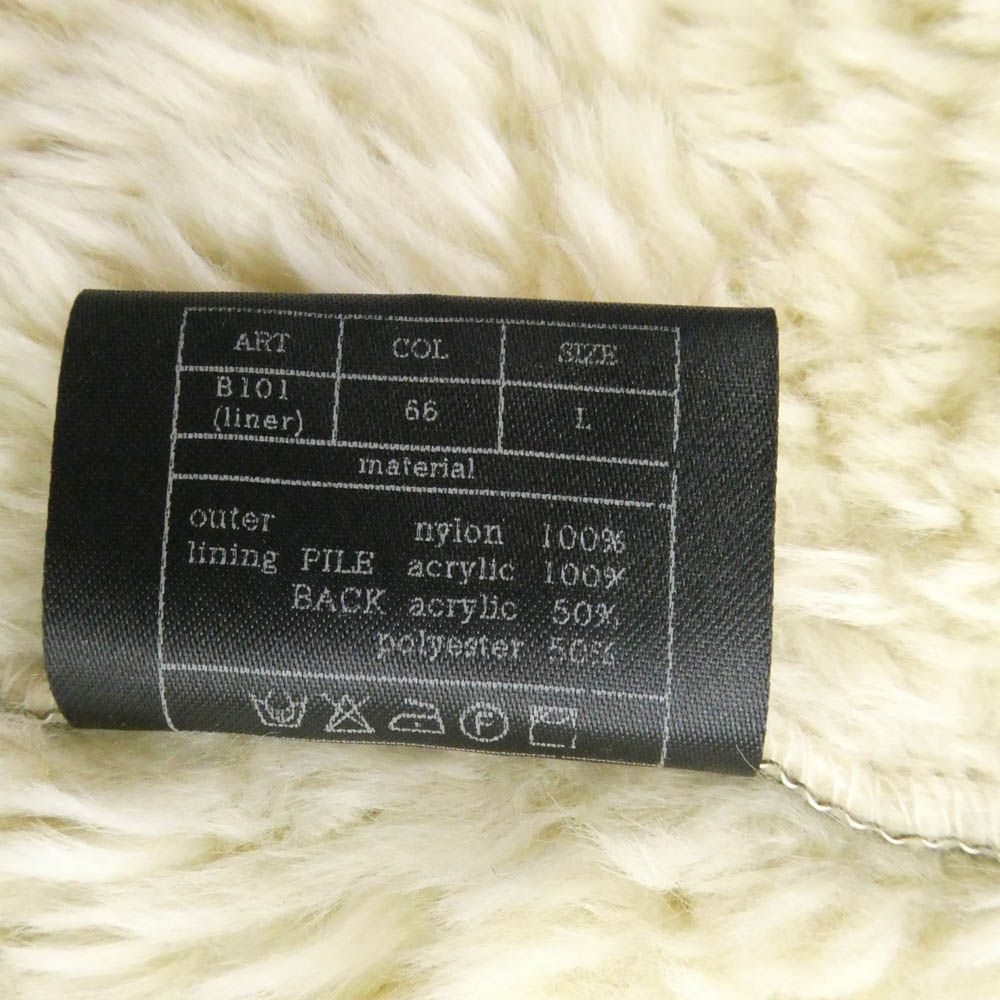 ART COL SIZE
B101
(liner) 66 L
material
outer nylon 100%
lining PILE acrylic 100%
BACK acrylic 50%
polyester 50%
F